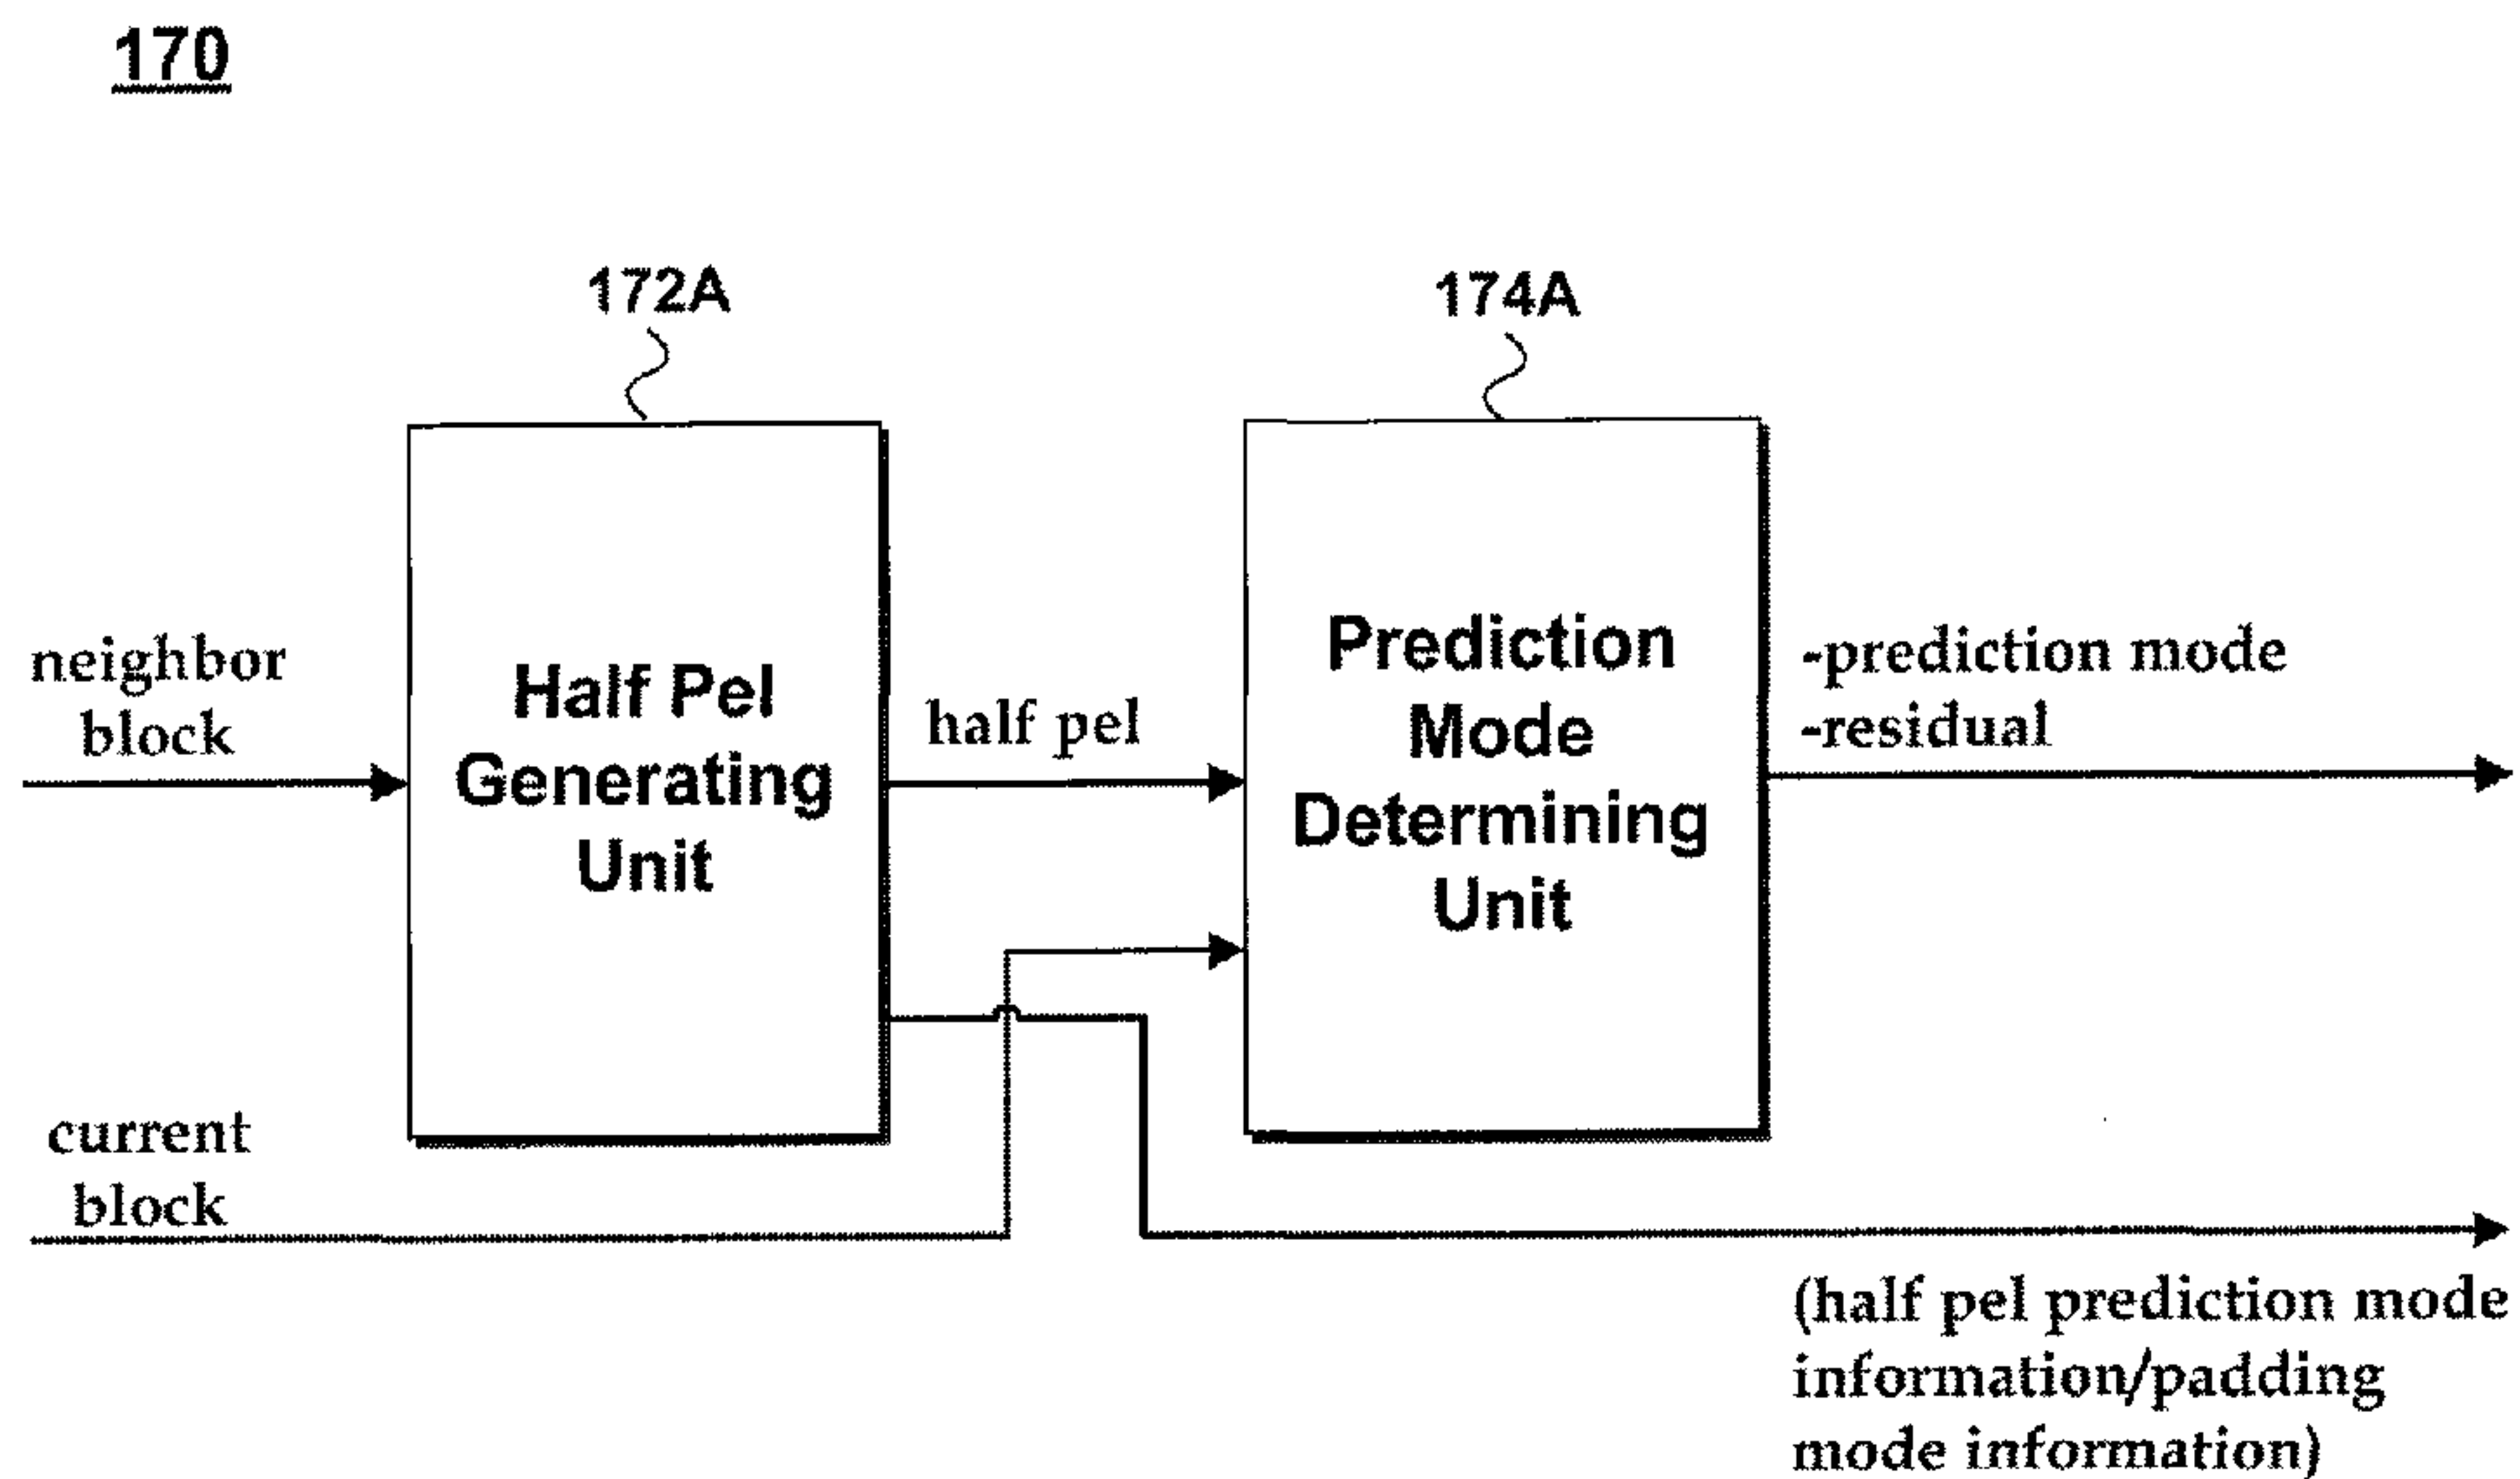 170
172A
174A
neighbor
block
Half Pel
Generating
Unit
half pel
Prediction
Mode
Determining
Unit
-prediction mode
-residual
current
block
(half pel prediction mode
information/padding
mode information)